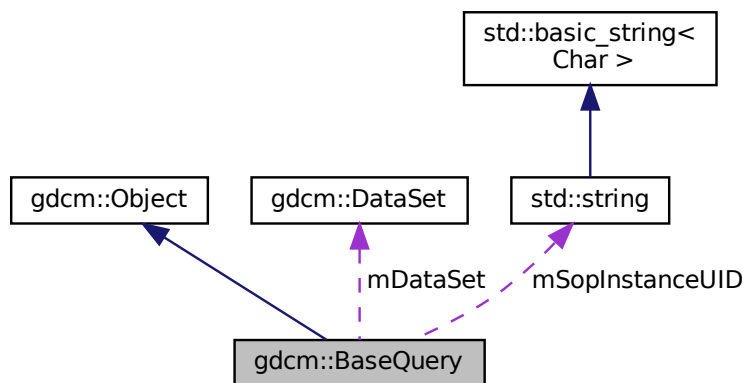 std::basic_string<
Char >
gdcm::Object
gdcm::DataSet
std::string
mDataSet
mSopInstanceUID
gdcm::BaseQuery